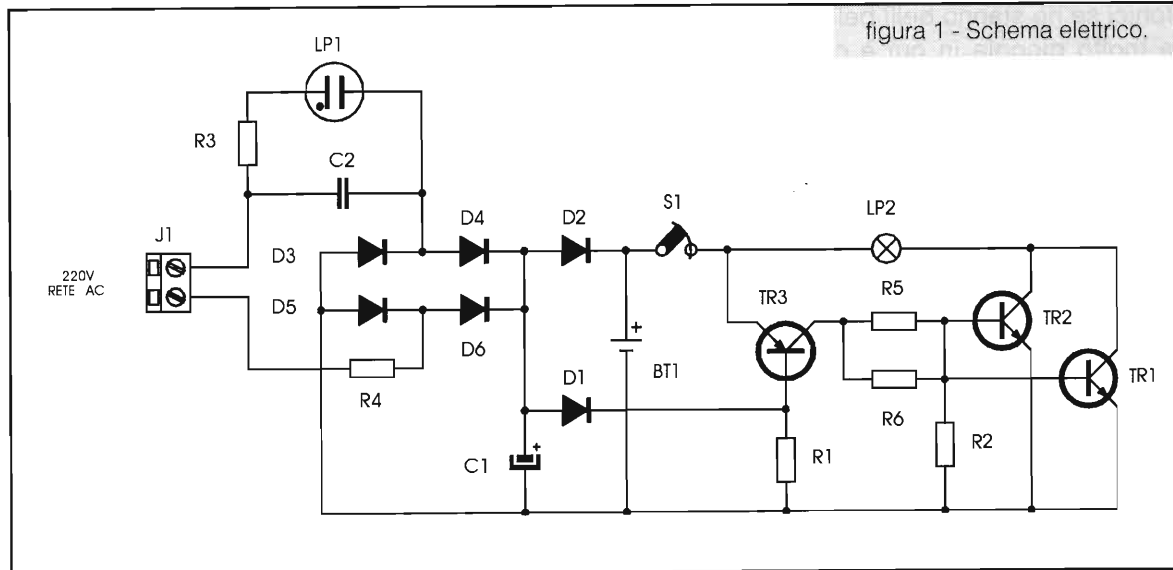 figura 1 - Schema elettrico.
LP1
R3
C2
J1
220V
RETE AC
D3
D4
D2
S1
LP2
D5
D6
R4
TR3
R5
TR2
BT1
D1
R6
TR1
C1
R1
R2
+
+